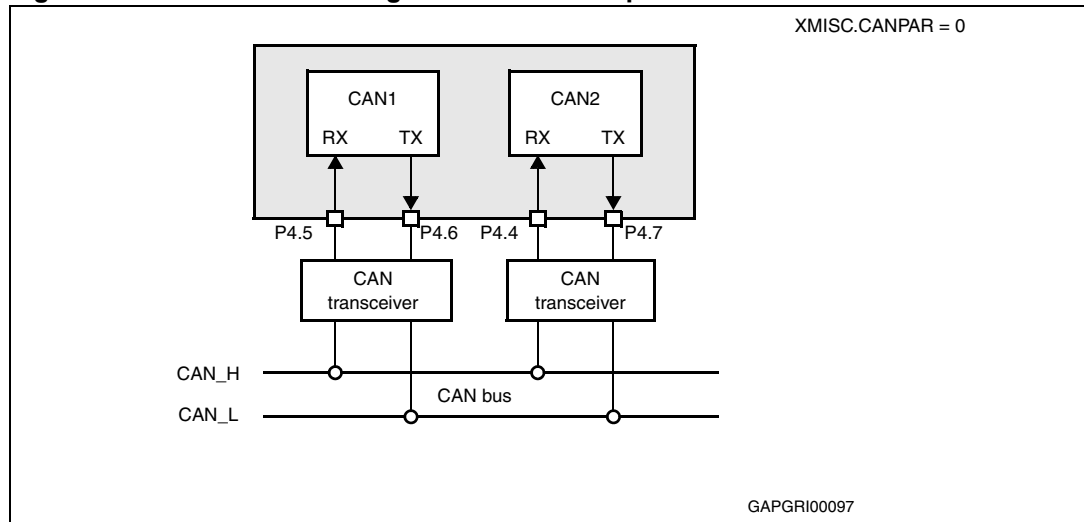 XMISC.CANPAR = 0
CAN1
CAN2
RX
TX
RX
TX
P4.5
P4.6
P4.4
P4.7
CAN
transceiver
CAN
transceiver
CAN_H
CAN bus
CAN_L
GAPGRI00097